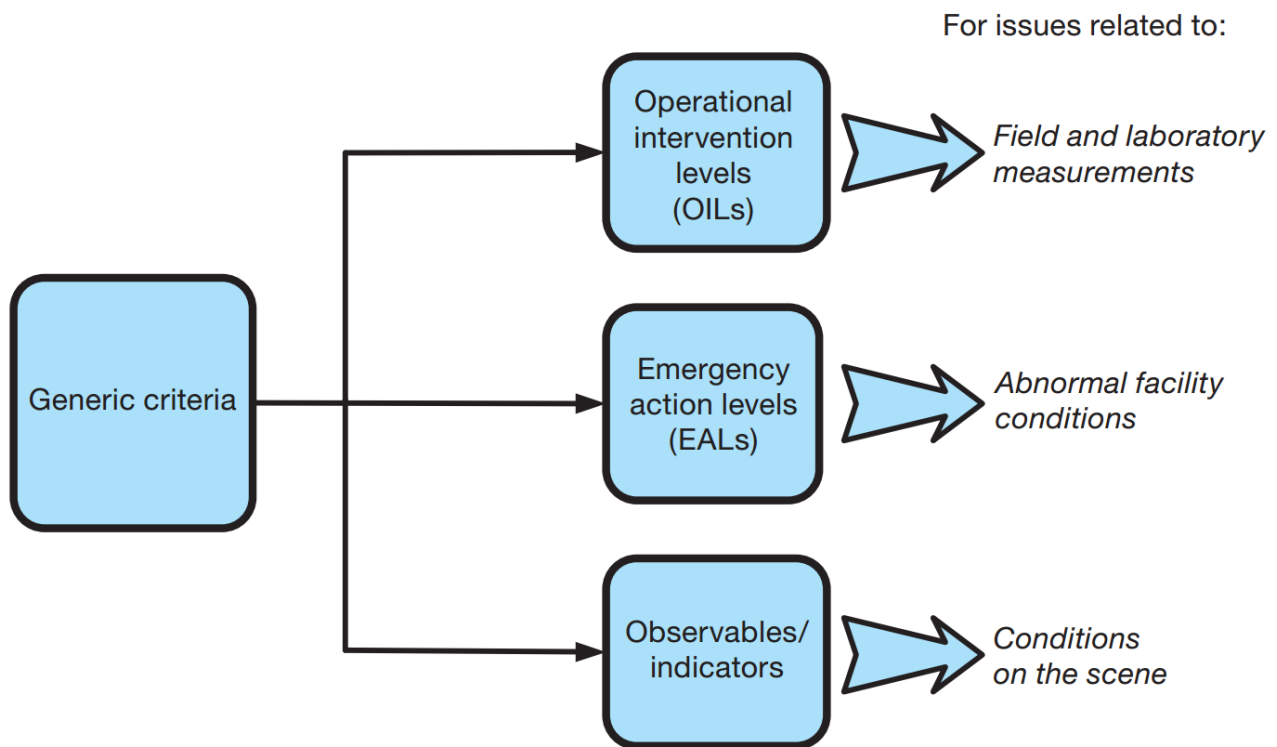 For issues related to:
Operational
intervention
levels
(OILs)
Field and laboratory
measurements
Generic criteria
Emergency
action levels
(EALs)
Abnormal facility
conditions
Observables/
indicators
Conditions
on the scene